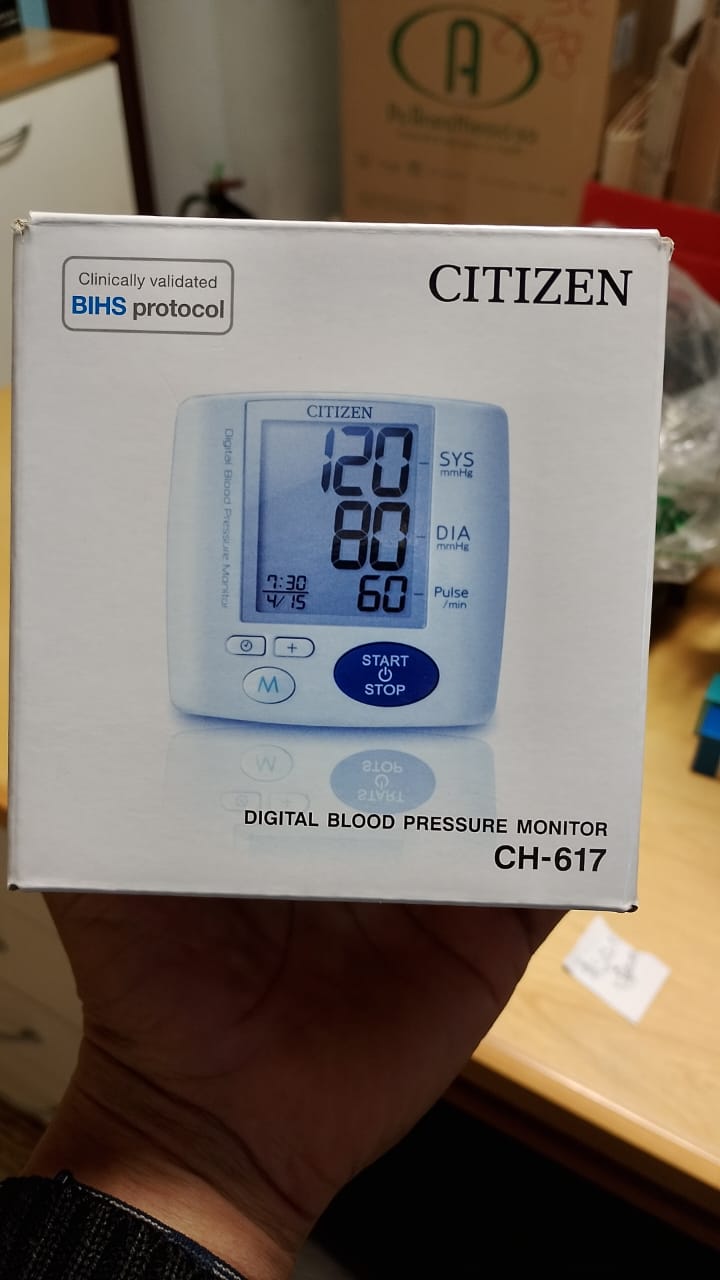 A
Clinically validated
BIHS protocol
CITIZEN
CITIZEN
Digital Blood Pressure Monitor
120
SYS
mmHg
80
DIA
mmHg
7:30
4/15
60
Pulse
/min
+
M
START
STOP
DIGITAL BLOOD PRESSURE MONITOR
CH-617